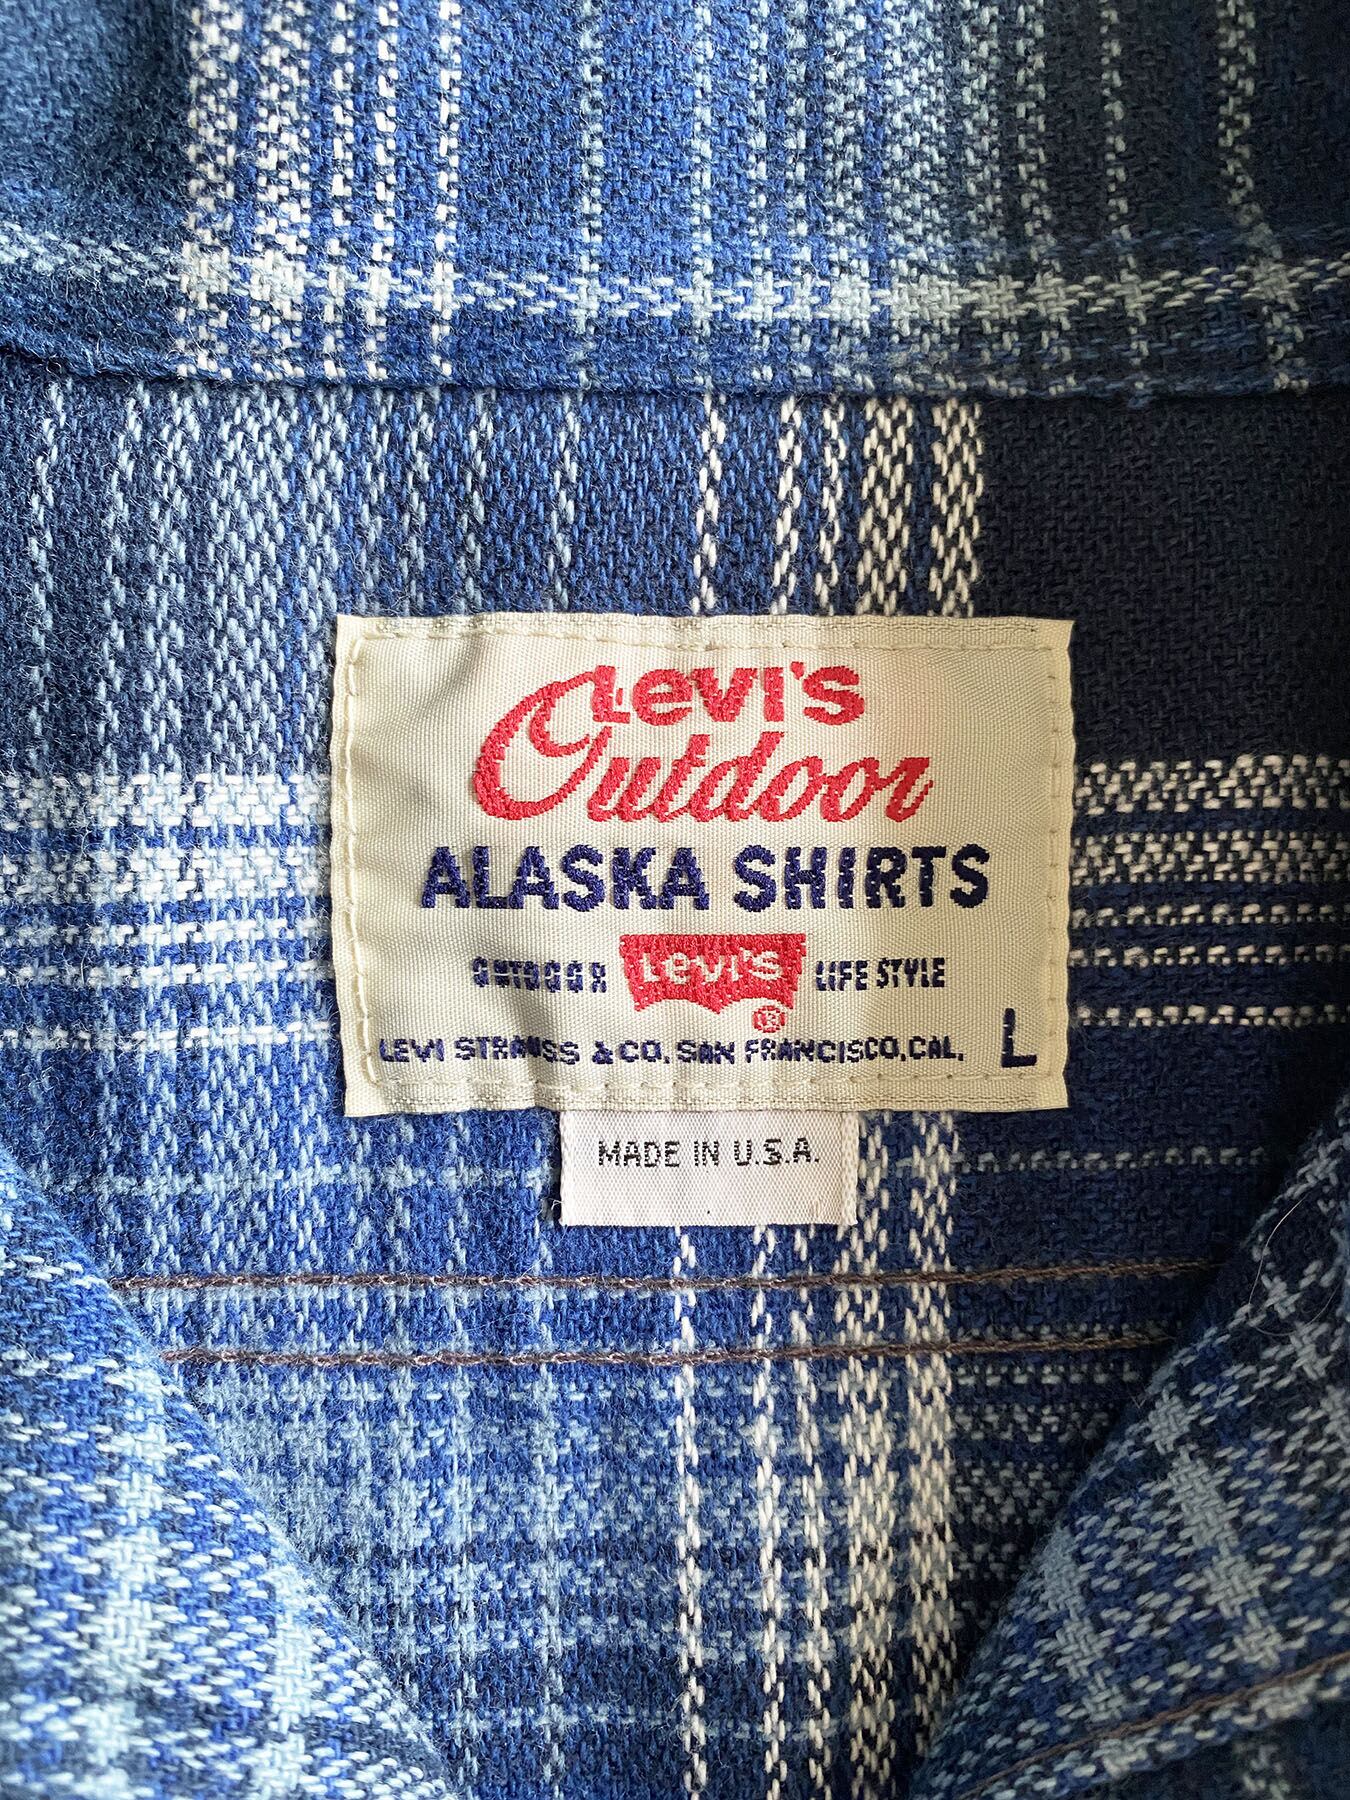 Levi's
Outdoor
ALASKA SHIRTS
OUTDOOR Levi's LIFE STYLE
®
LEVI STRAUSS & CO. SAN FRANCISCO, CAL. L
MADE IN U.S.A.